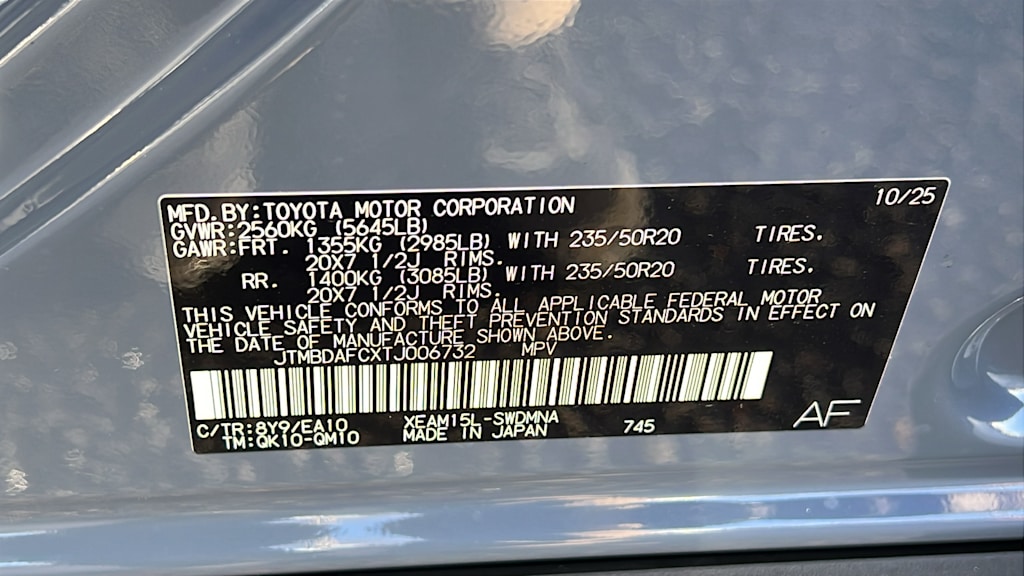 MFD.BY:TOYOTA MOTOR CORPORATION 10/25
GVWR:2560KG (5645LB)
GAWR:FRT. 1355KG (2985LB) WITH 235/50R20 TIRES.
20X7 1/2J RIMS.
RR. 1400KG (3085LB) WITH 235/50R20 TIRES.
20X7 1/2J RIMS.
THIS VEHICLE CONFORMS TO ALL APPLICABLE FEDERAL MOTOR
VEHICLE SAFETY AND THEFT PREVENTION STANDARDS IN EFFECT ON
THE DATE OF MANUFACTURE SHOWN ABOVE.
JTMBDAFCXTJ006732 MPV
C/TR:8Y9/EA10 XEAM15L-SWDMNA
TM:QK10-QM10 MADE IN JAPAN 745 AF